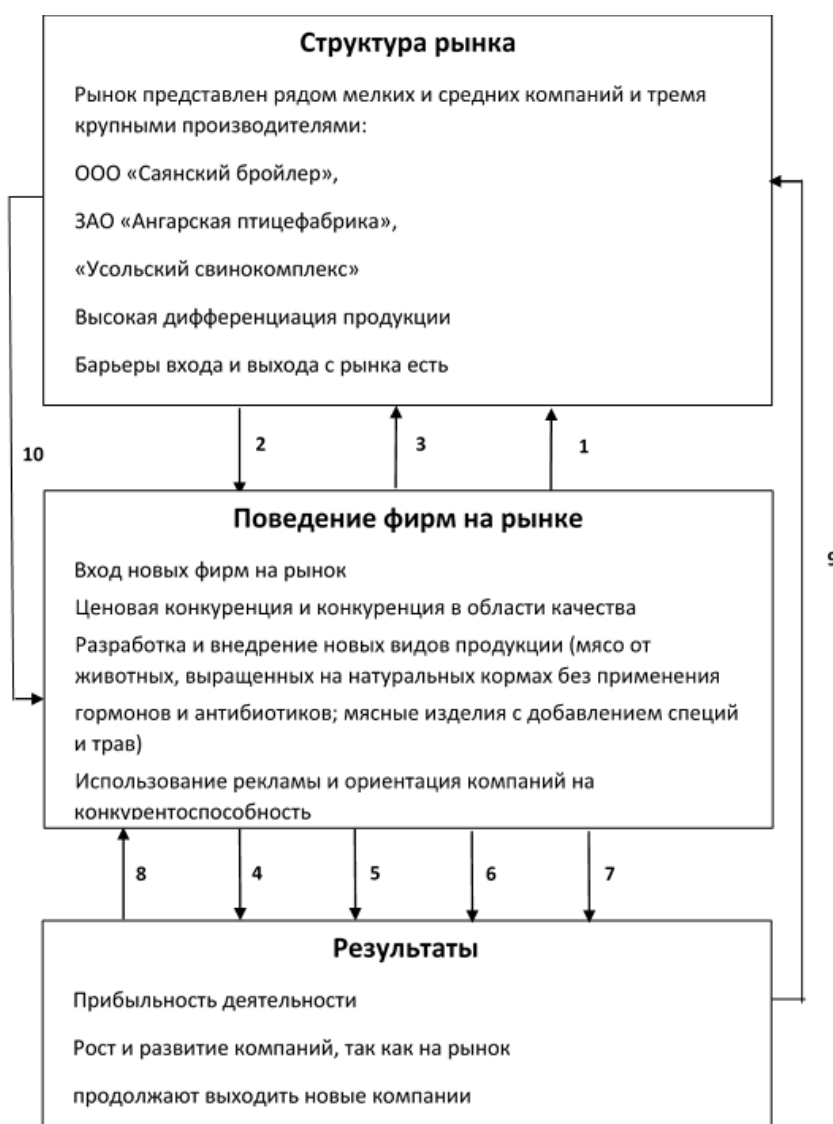 Структура рынка
Рынок представлен рядом мелких и средних компаний и тремя
крупными производителями:
ООО «Саянский бройлер»,
ЗАО «Ангарская птицефабрика»,
«Усольский свинокомплекс»
Высокая дифференциация продукции
Барьеры входа и выхода с рынка есть
10
2
3
1
Поведение фирм на рынке
9
Вход новых фирм на рынок
Ценовая конкуренция и конкуренция в области качества
Разработка и внедрение новых видов продукции (мясо от
животных, выращенных на натуральных кормах без применения
гормонов и антибиотиков; мясные изделия с добавлением специй
и трав)
Использование рекламы и ориентация компаний на
конкурентоспособность
8
4
5
6
7
Результаты
Прибыльность деятельности
Рост и развитие компаний, так как на рынок
продолжают выходить новые компании